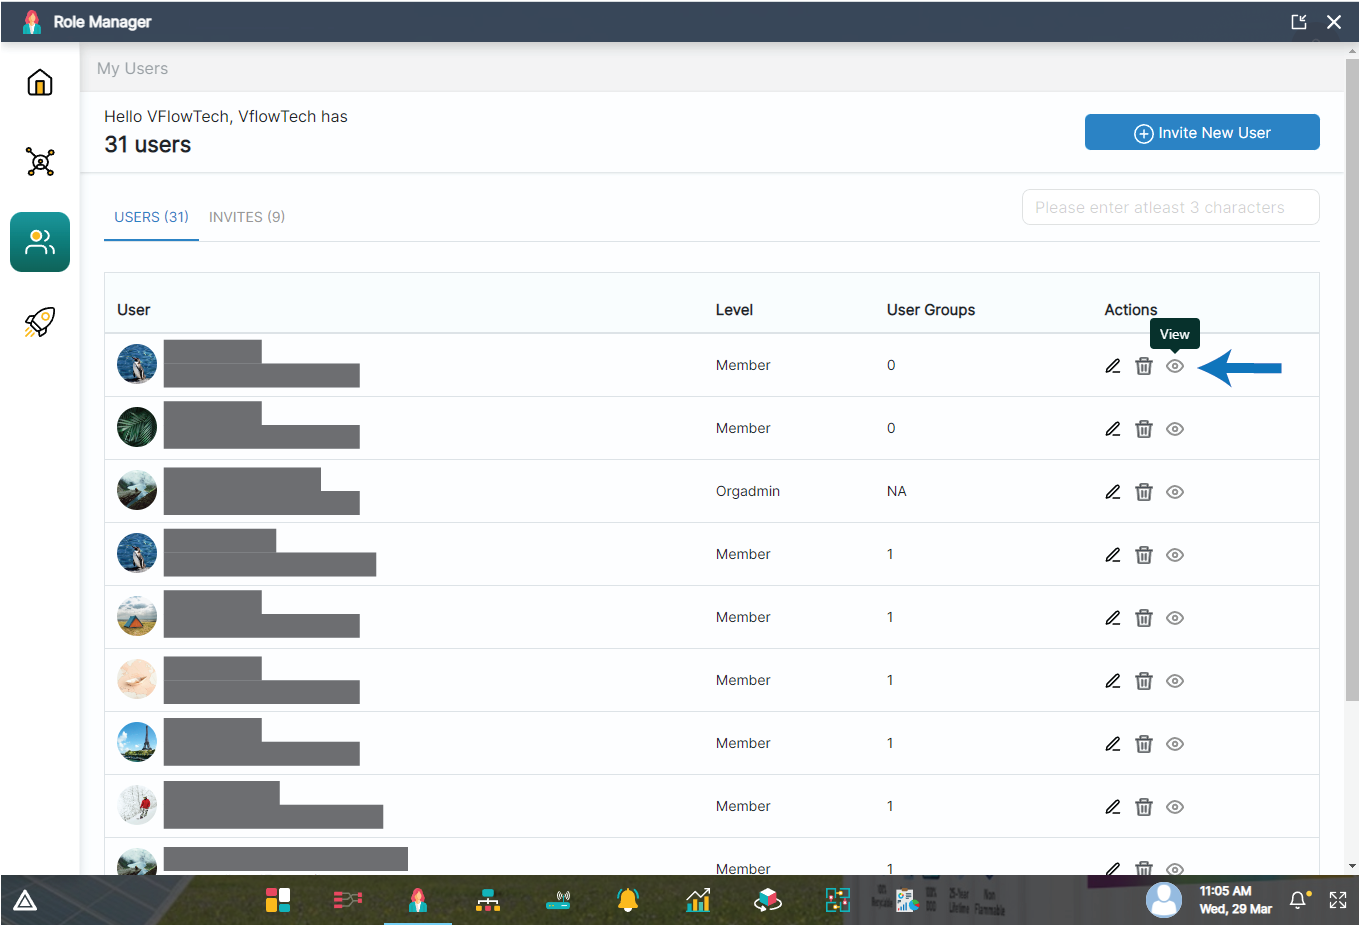 Role Manager
My Users
Hello VFlowTech, VflowTech has
31 users
Invite New User
USERS (31) INVITES (9)
Please enter atleast 3 characters
User Level User Groups Actions
View
Member 0
Member 0
Orgadmin NA
Member 1
Member 1
Member 1
Member 1
Member 1
Member 1
11:05 AM
Wed, 29 Mar